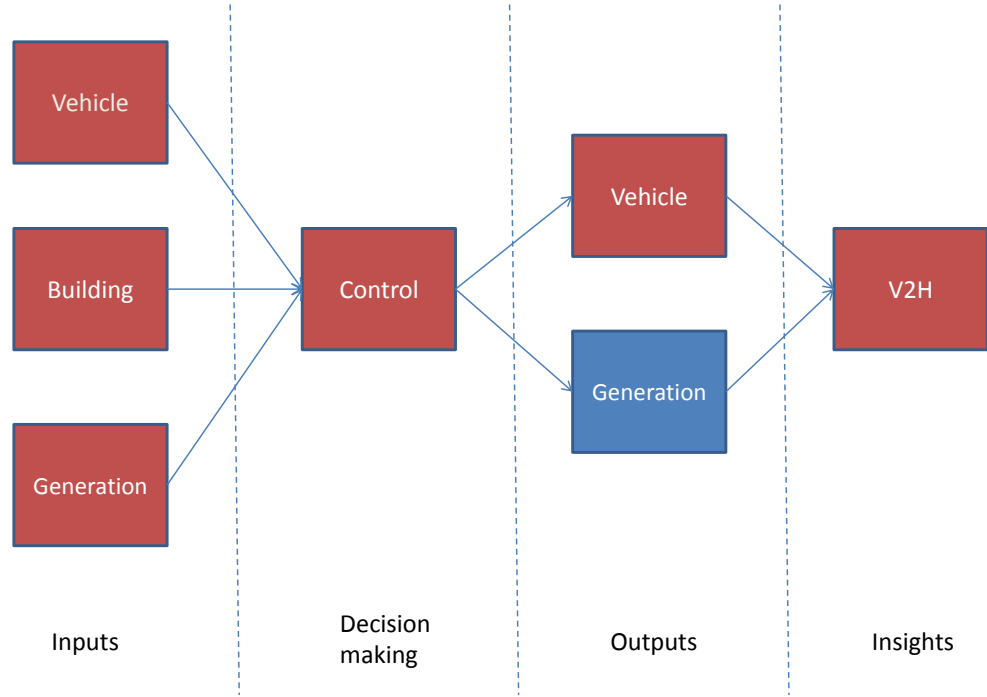 Vehicle
Building
Generation
Control
Vehicle
Generation
V2H
Inputs
Decision
making
Outputs
Insights